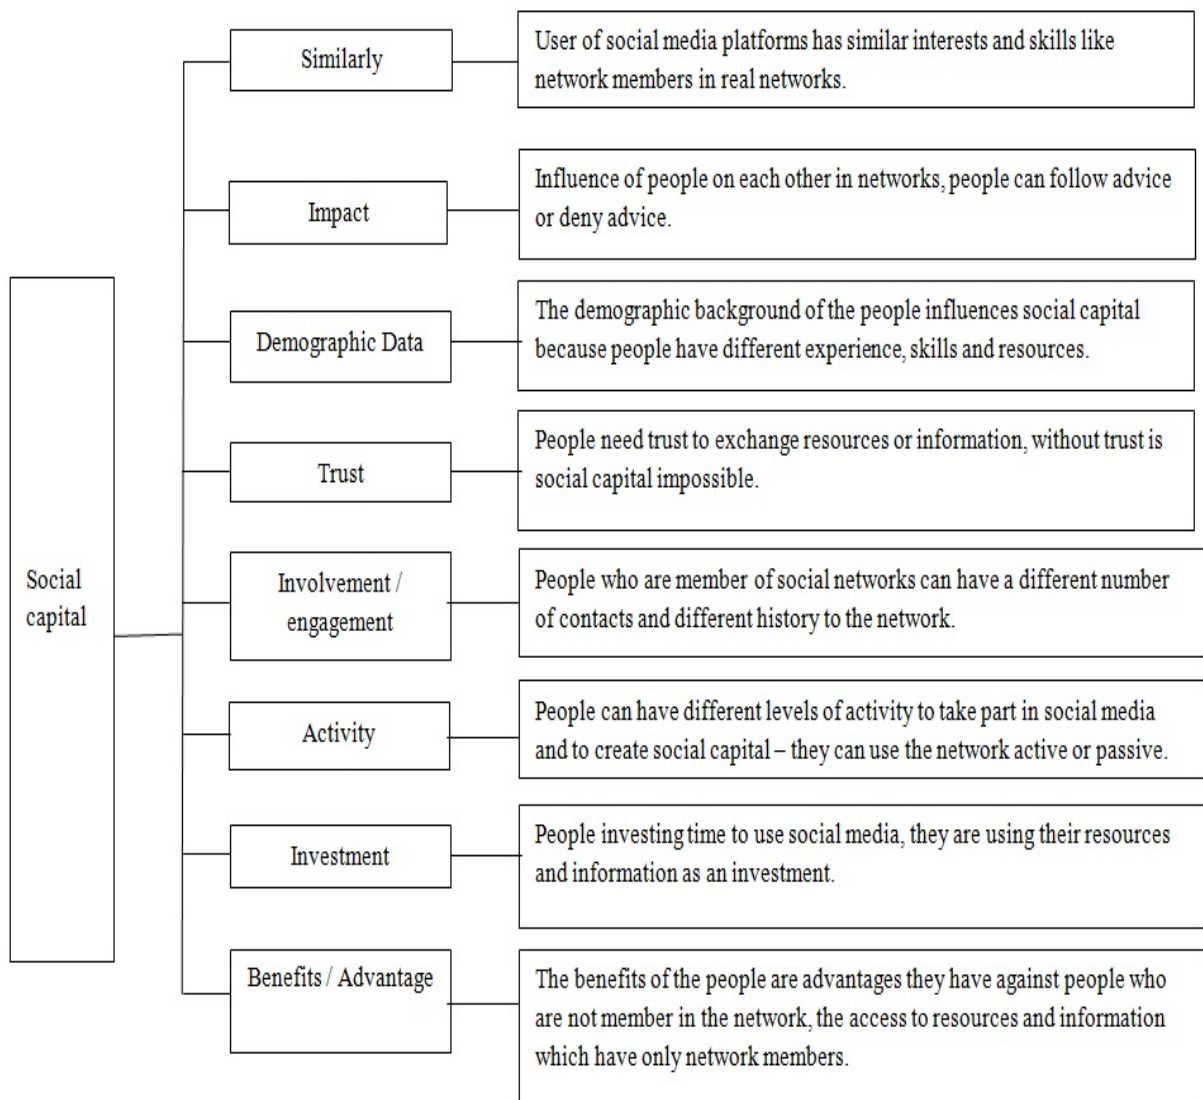 Similarly
User of social media platforms has similar interests and skills like
network members in real networks.
Impact
Influence of people on each other in networks, people can follow advice
or deny advice.
Demographic Data
The demographic background of the people influences social capital
because people have different experience, skills and resources.
Trust
People need trust to exchange resources or information, without trust is
social capital impossible.
Social
capital
Involvement /
engagement
People who are member of social networks can have a different number
of contacts and different history to the network.
Activity
People can have different levels of activity to take part in social media
and to create social capital – they can use the network active or passive.
Investment
People investing time to use social media, they are using their resources
and information as an investment.
Benefits / Advantage
The benefits of the people are advantages they have against people who
are not member in the network, the access to resources and information
which have only network members.